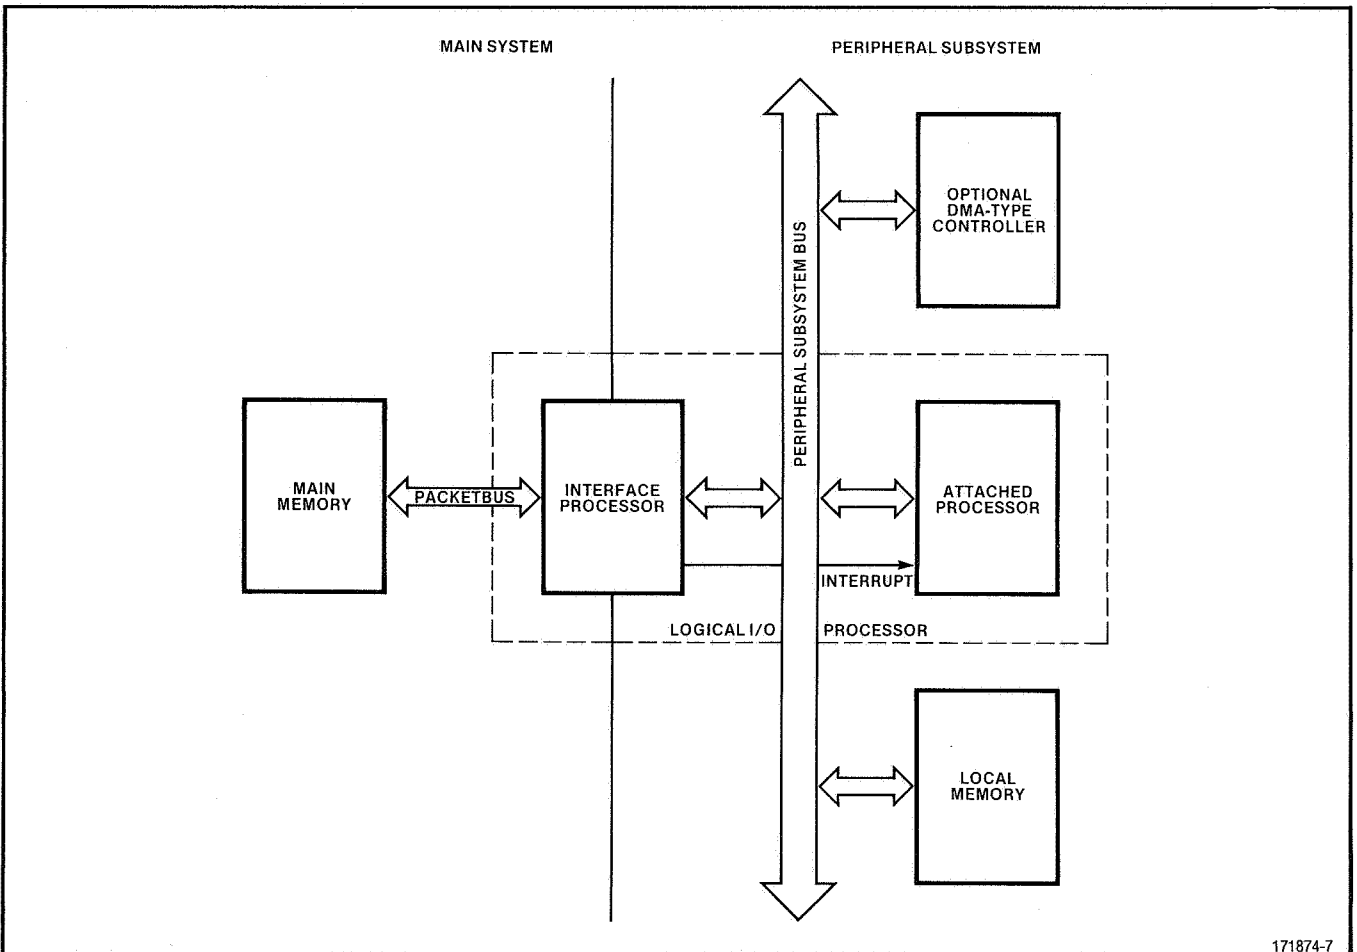 MAIN SYSTEM
PERIPHERAL SUBSYSTEM
OPTIONAL
DMA-TYPE
CONTROLLER
PERIPHERAL SUBSYSTEM BUS
MAIN
MEMORY
PACKETBUS
INTERFACE
PROCESSOR
ATTACHED
PROCESSOR
INTERRUPT
LOGICAL I/O PROCESSOR
LOCAL
MEMORY
171874-7